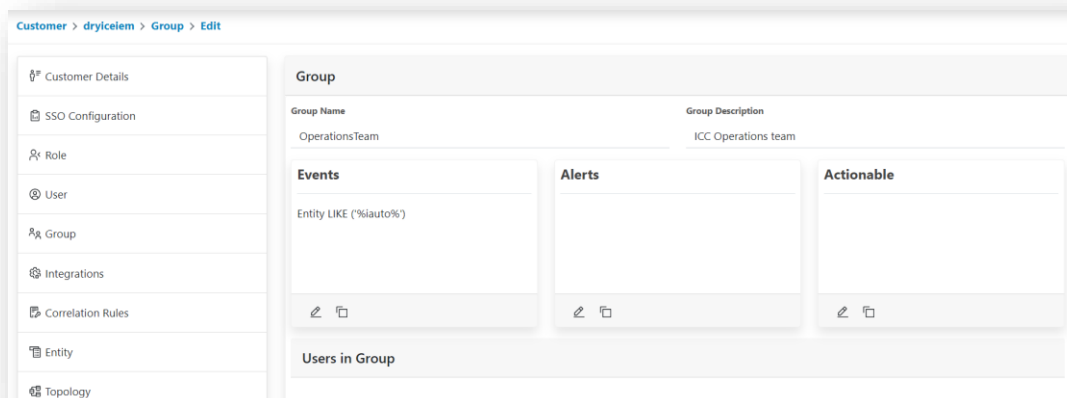 Customer > dryiceiem > Group > Edit
Customer Details
SSO Configuration
Role
User
Group
Integrations
Correlation Rules
Entity
Topology
Group
Group Name
Group Description
OperationsTeam
ICC Operations team
Events
Alerts
Actionable
Entity LIKE ('%iauto%')
Users in Group